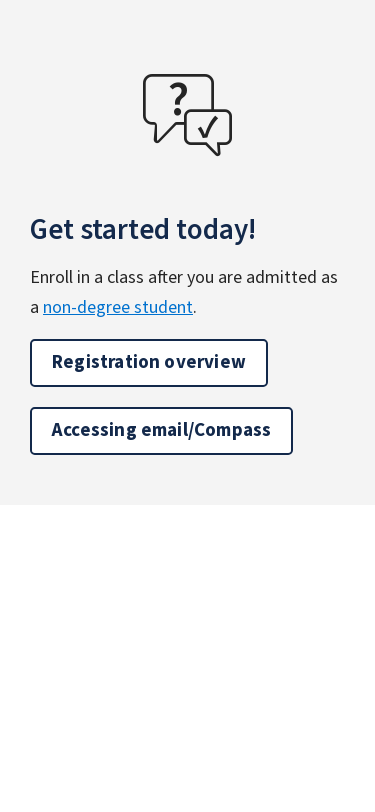 Get started today!
Enroll in a class after you are admitted as
a non-degree student.
Registration overview
Accessing email/Compass